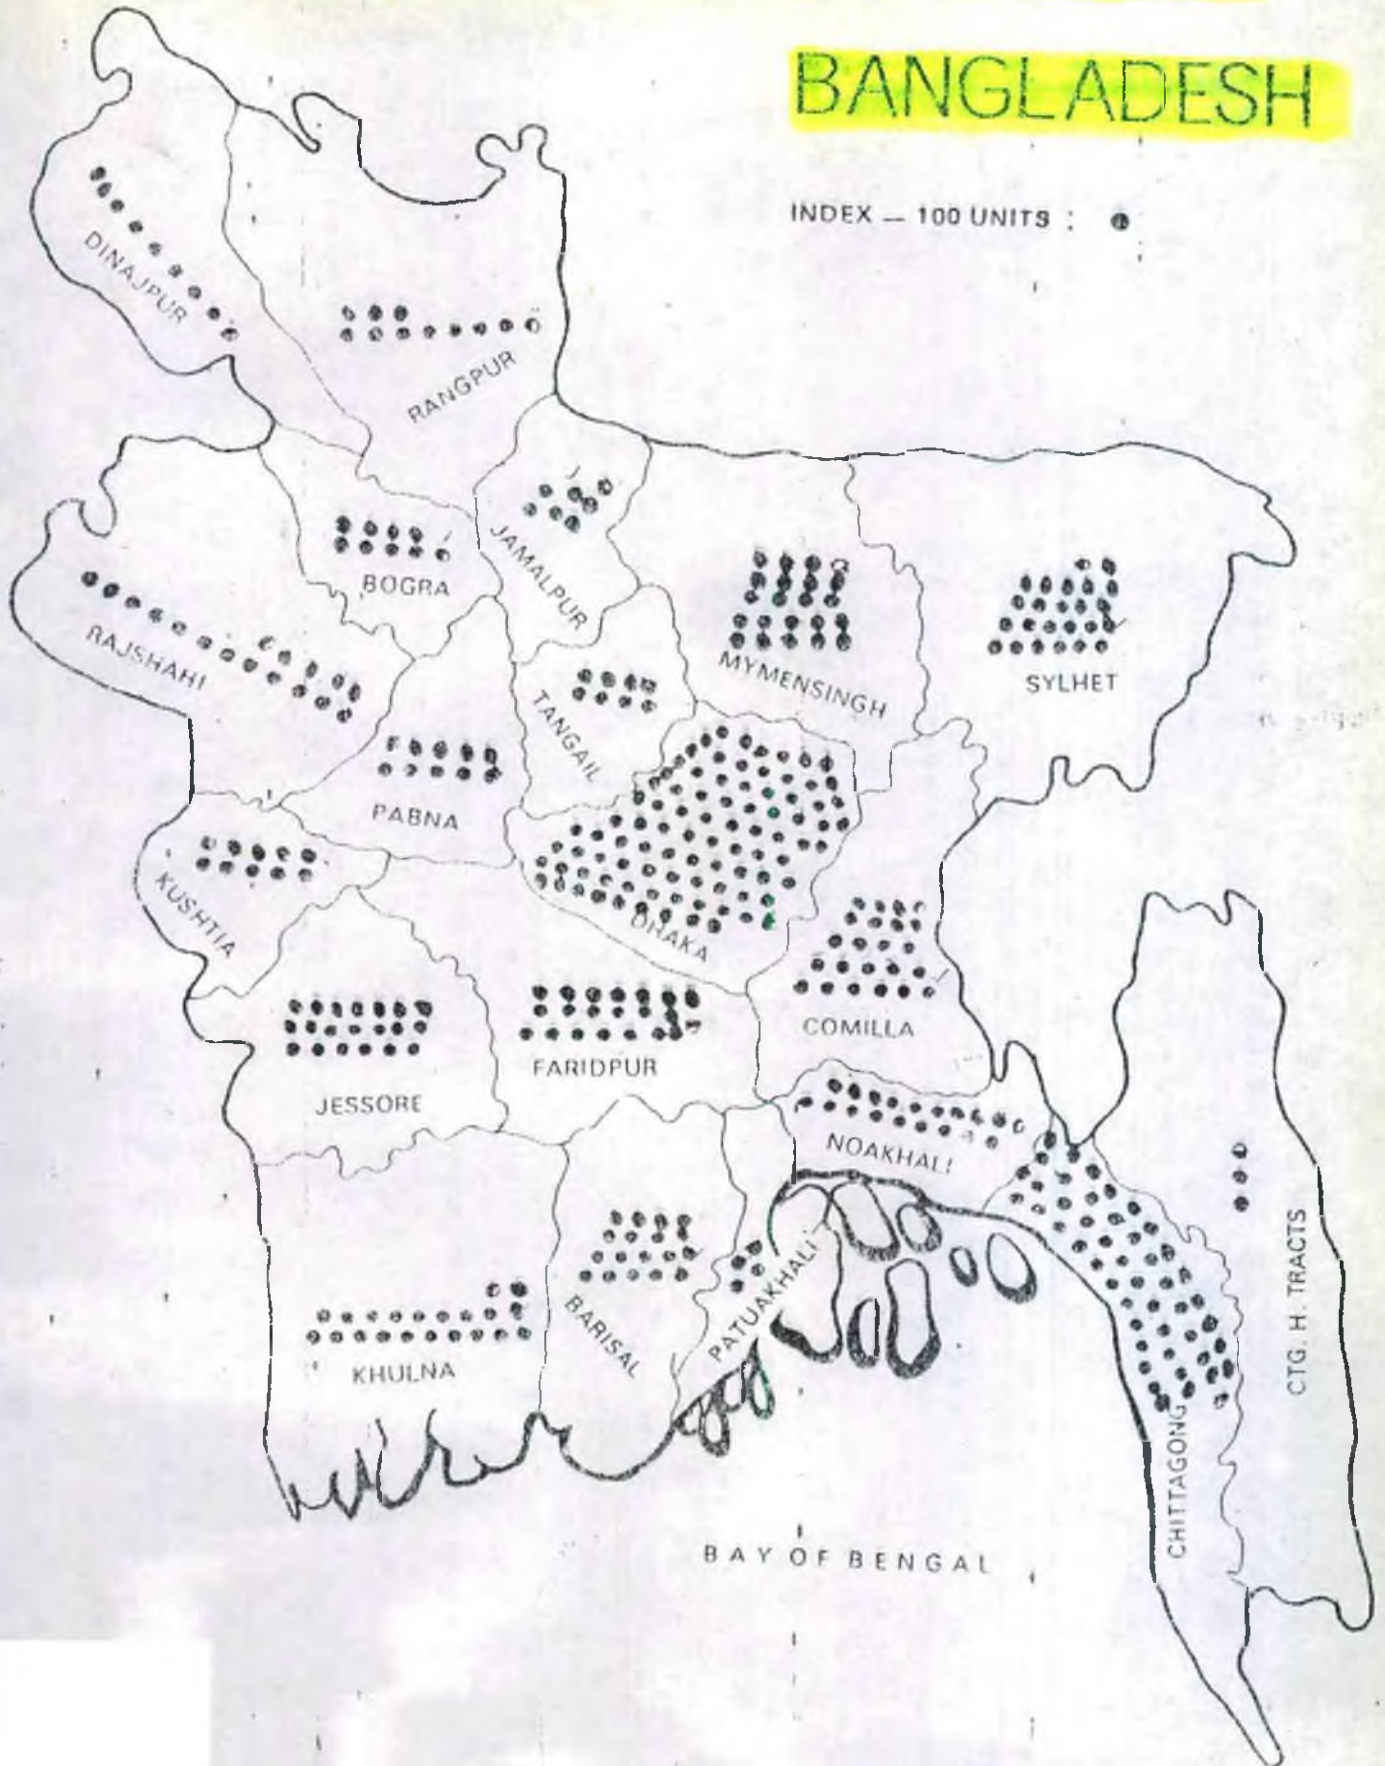 BANGLADESH
INDEX — 100 UNITS :
DINAJPUR
RANGPUR
BOGRA
JAMALPUR
RAJSHAHI
MYMENSINGH
SYLHET
TANGAIL
PABNA
KUSHTIA
DHAKA
COMILLA
FARIDPUR
JESSORE
NOAKHALI
CTG. H. TRACTS
BARISAL
PATUAKHALI
KHULNA
CHITTAGONG
BAY OF BENGAL